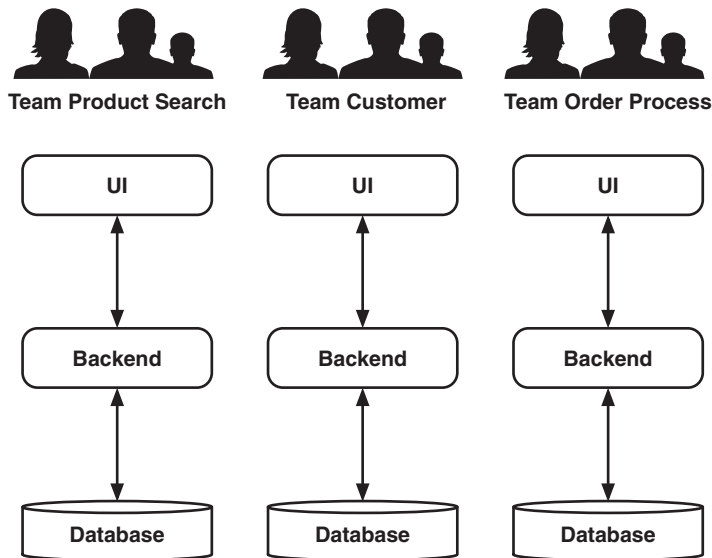 Team Product Search
Team Customer
Team Order Process
UI
UI
UI
Backend
Backend
Backend
Database
Database
Database